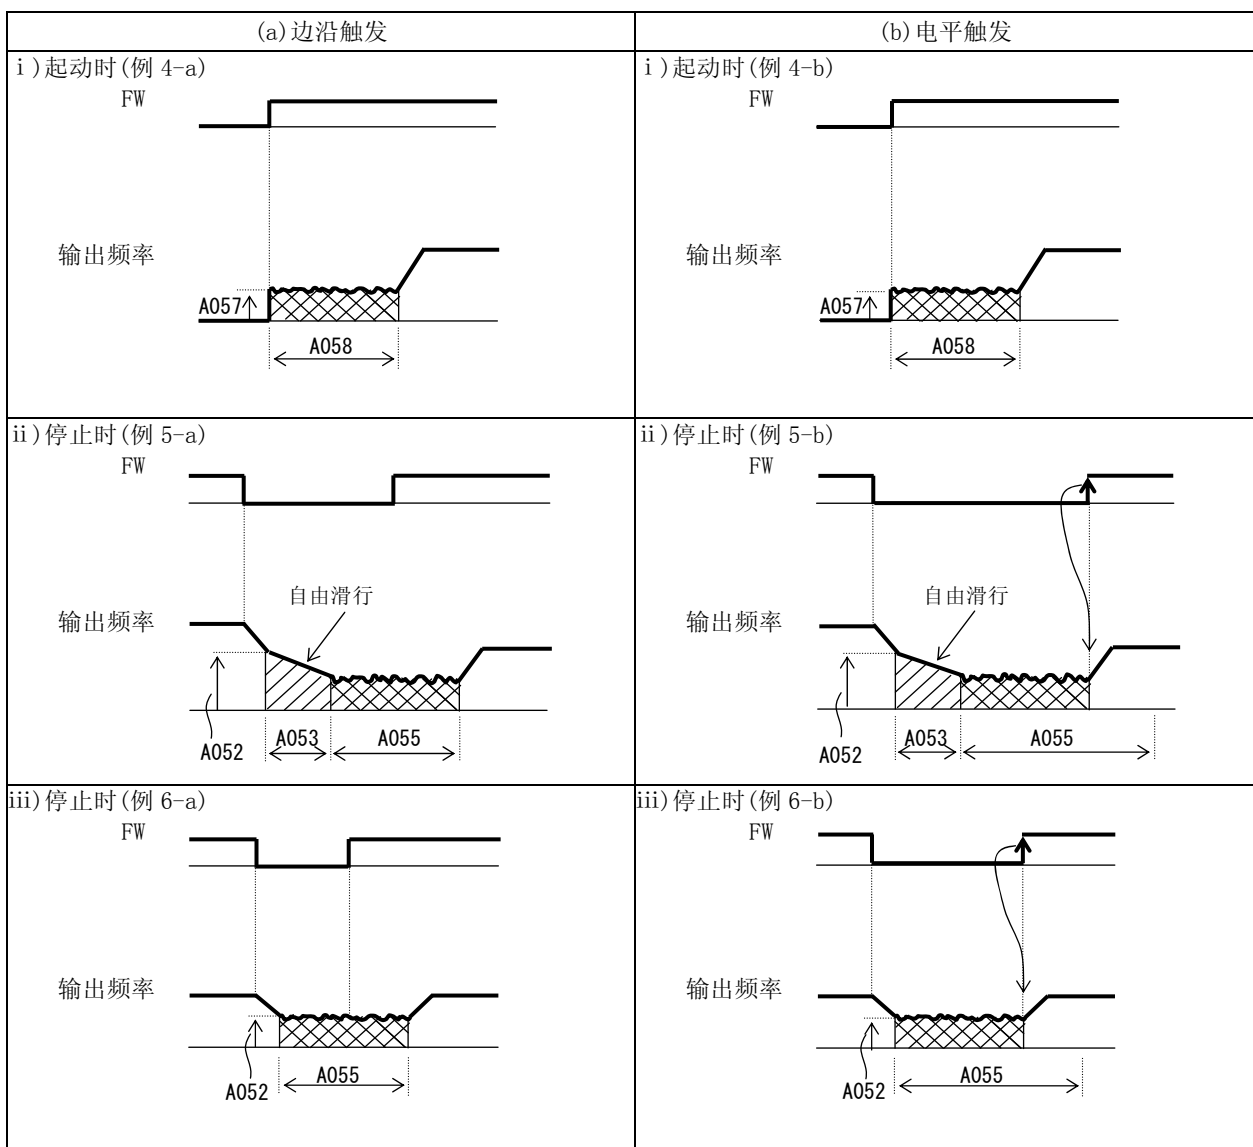 (a)边沿触发
(b)电平触发
ⅰ)起动时(例 4-a)
FW
输出频率
A057
A058
ⅰ)起动时(例 4-b)
FW
输出频率
A057
A058
ⅱ)停止时(例 5-a)
FW
自由滑行
输出频率
A052
A053
A055
ⅱ)停止时(例 5-b)
FW
自由滑行
输出频率
A052
A053
A055
ⅲ)停止时(例 6-a)
FW
输出频率
A052
A055
ⅲ)停止时(例 6-b)
FW
输出频率
A052
A055